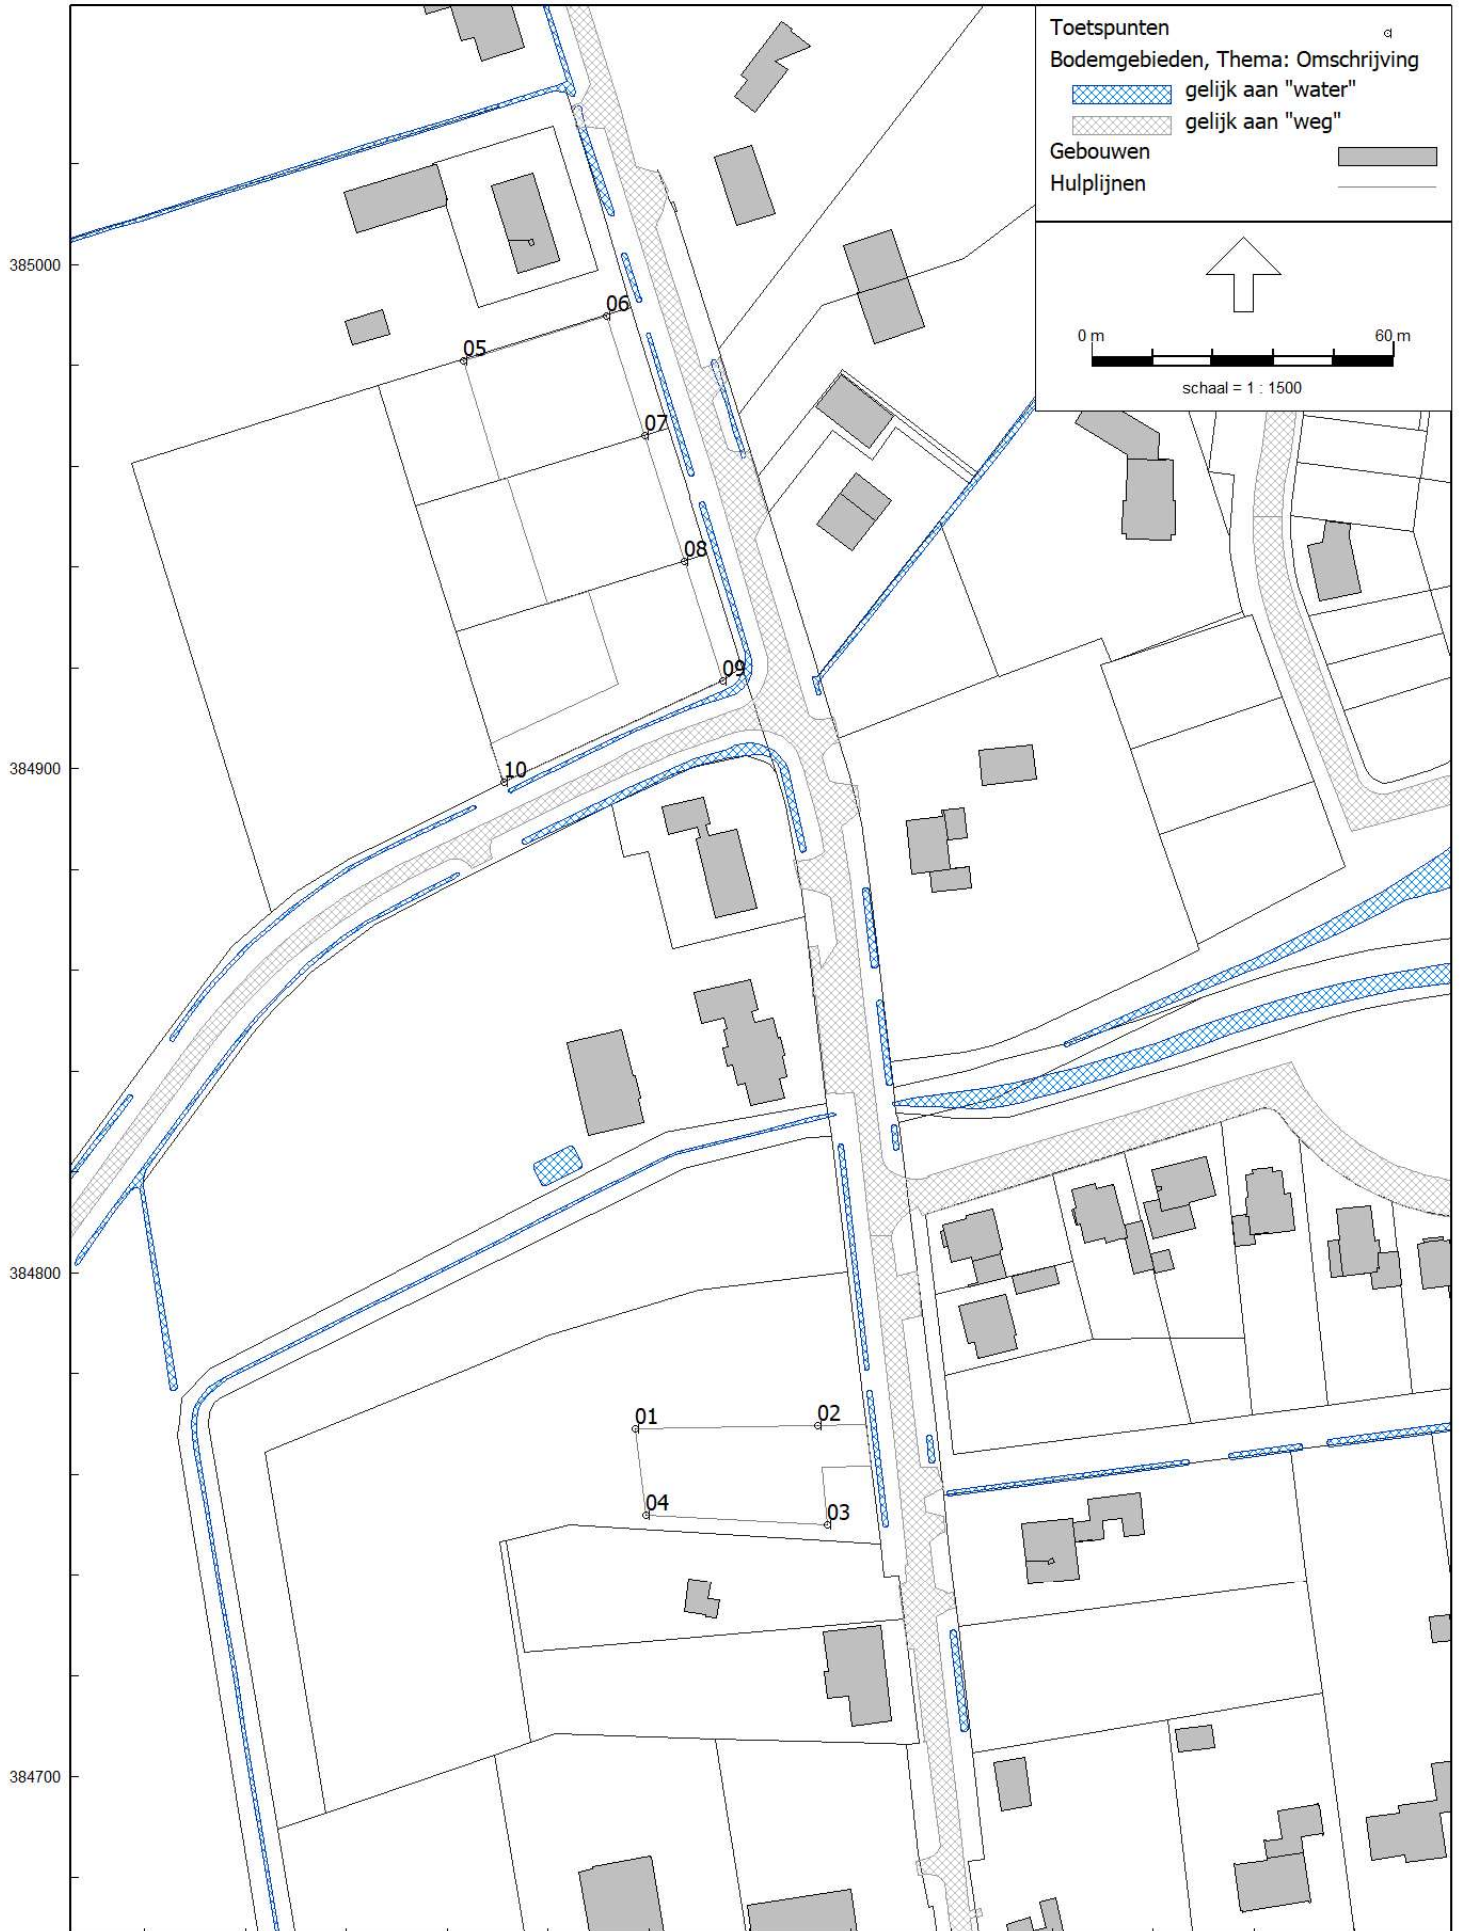 Toetspunten
Bodemgebieden, Thema: Omschrijving
gelijk aan "water"
gelijk aan "weg"
Gebouwen
Hulplijnen
0 m 60 m
schaal = 1 : 1500
385000
06
05
07
08
09
384900
10
384800
01
02
04
03
384700